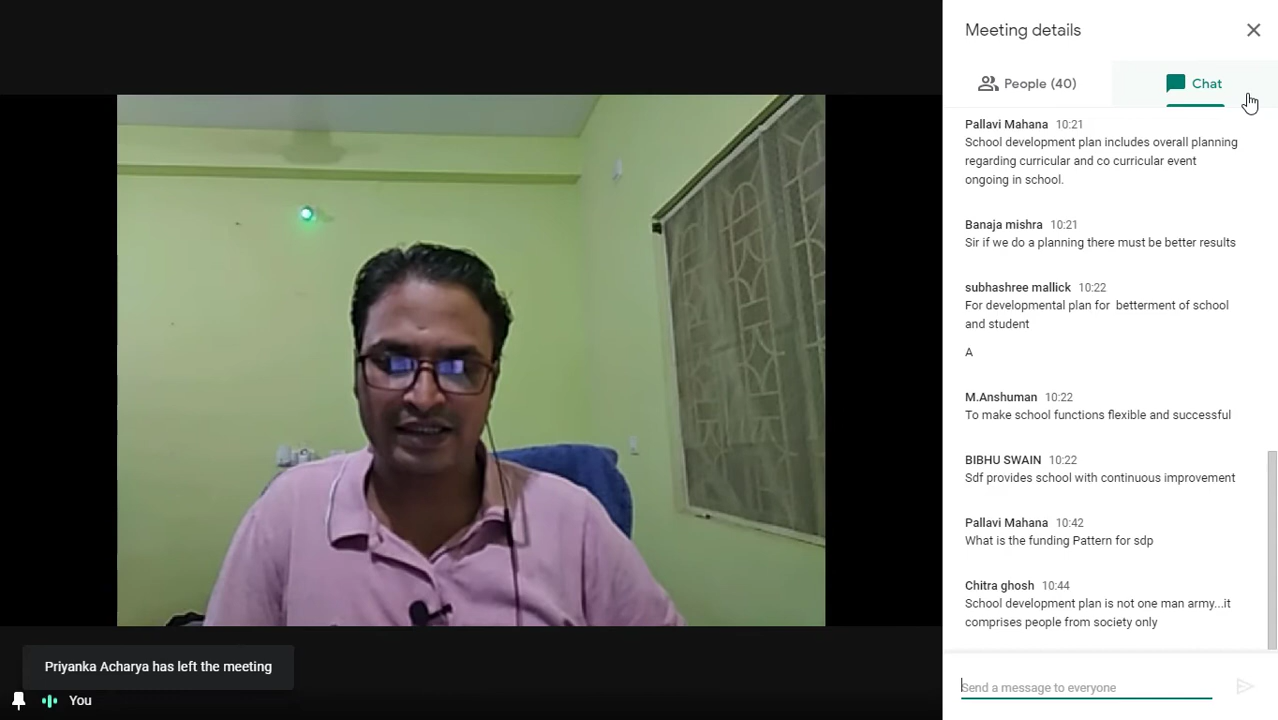 Meeting details
People (40)
Chat
Pallavi Mahana 10:21
School development plan includes overall planning
regarding curricular and co curricular event
ongoing in school.
Banaja mishra 10:21
Sir if we do a planning there must be better results
subhashree mallick 10:22
For developmental plan for  betterment of school
and student
A
M.Anshuman 10:22
To make school functions flexible and successful
BIBHU SWAIN 10:22
Sdf provides school with continuous improvement
Pallavi Mahana 10:42
What is the funding Pattern for sdp
Chitra ghosh 10:44
School development plan is not one man army...it
comprises people from society only
Send a message to everyone
Priyanka Acharya has left the meeting
You